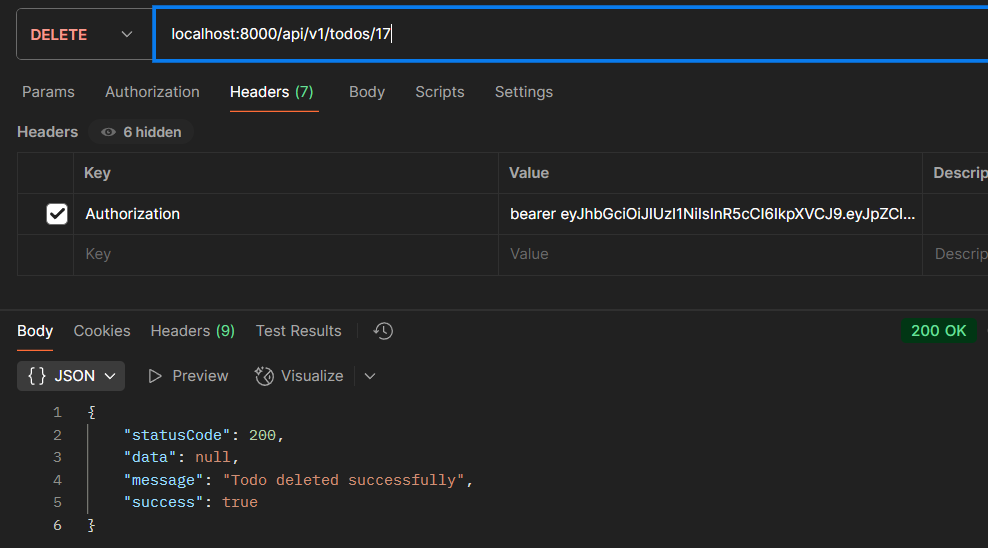 DELETE localhost:8000/api/v1/todos/17
Params Authorization Headers (7) Body Scripts Settings
Headers 6 hidden
Key Value Descrip
Authorization bearer eyJhbGciOiJIUzI1NiIsInR5cCI6IkpXVCJ9.eyJpZCI...
Key Value Descrip
Body Cookies Headers (9) Test Results 200 OK
{} JSON Preview Visualize
1 {
2 "statusCode": 200,
3 "data": null,
4 "message": "Todo deleted successfully",
5 "success": true
6 }